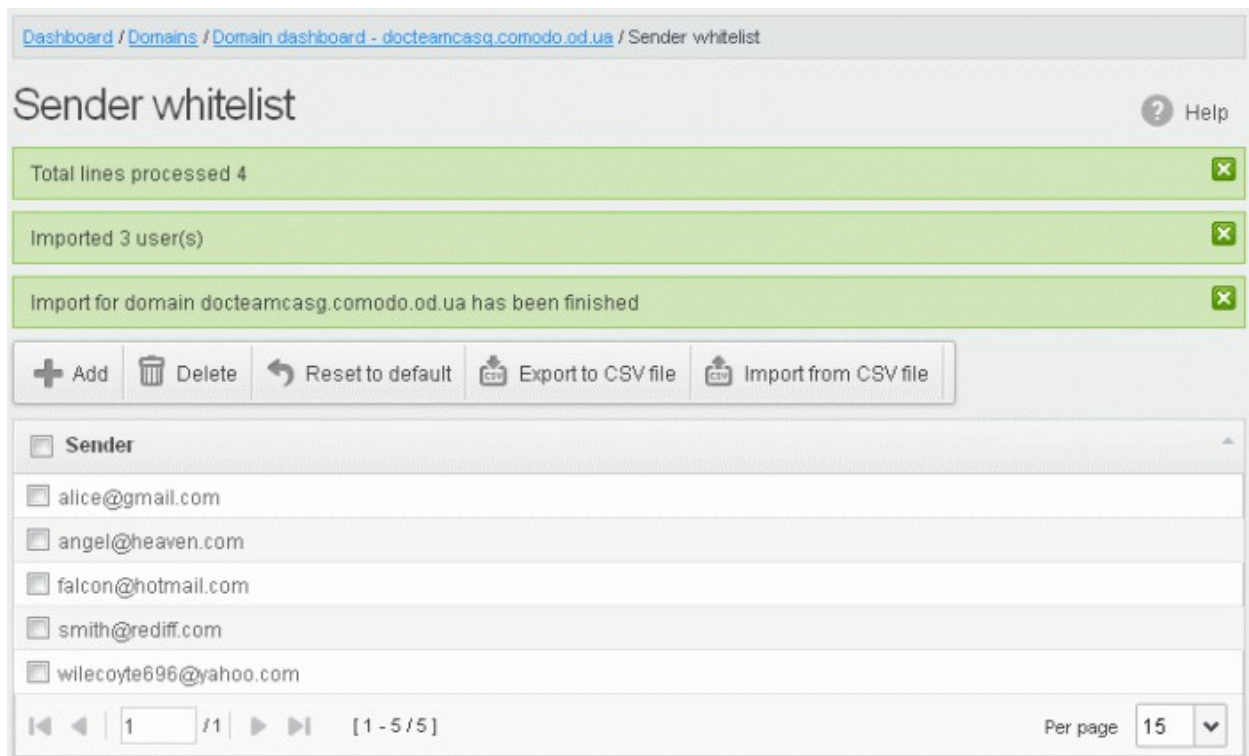 Dashboard / Domains / Domain dashboard - docteamcasg.comodo.od.ua / Sender whitelist
Sender whitelist
? Help
Total lines processed 4
Imported 3 user(s)
Import for domain docteamcasg.comodo.od.ua has been finished
Add Delete Reset to default CSV Export to CSV file CSV Import from CSV file
Sender
alice@gmail.com
angel@heaven.com
falcon@hotmail.com
smith@rediff.com
wilecoyte696@yahoo.com
1 /1 [1 - 5 / 5] Per page 15